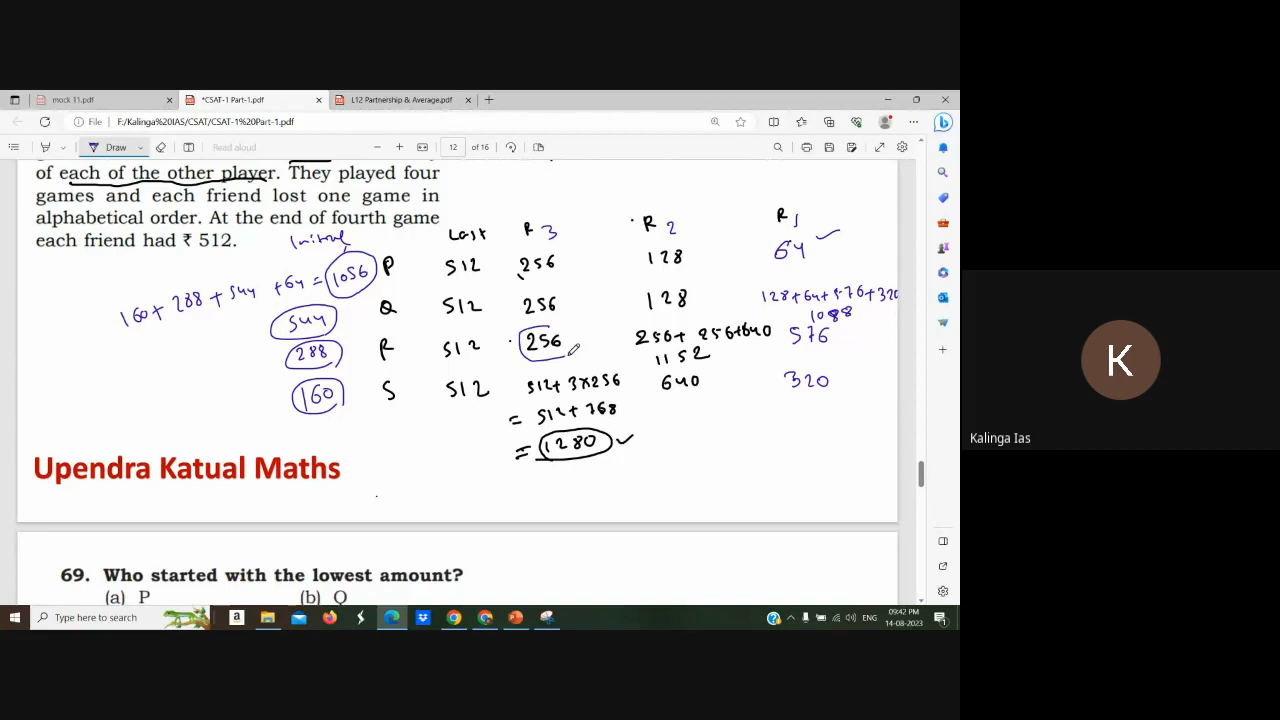 mock 11.pdf
*CSAT-1 Part-1.pdf
L12 Partnership & Average.pdf
File
F:/Kalinga%20IAS/CSAT/CSAT-1%20Part-1.pdf
Draw
Read aloud
12 of 16
of each of the other player. They played four
games and each friend lost one game in
alphabetical order. At the end of fourth game
each friend had ₹ 512.
Initial Last R 3 R 2 R 1
160+ 288 + 544 +64 = 1056 P 512 256 128 64
544 Q 512 256 128 128+64+576+320
1088
288 R 512 256 256+ 256+640 576
1152
160 S 512 512+3x256 640 320
= 512+768
= 1280
Upendra Katual Maths
69. Who started with the lowest amount?
(a) P (b) Q
K
Kalinga Ias
Type here to search
ENG
09:42 PM
14-08-2023